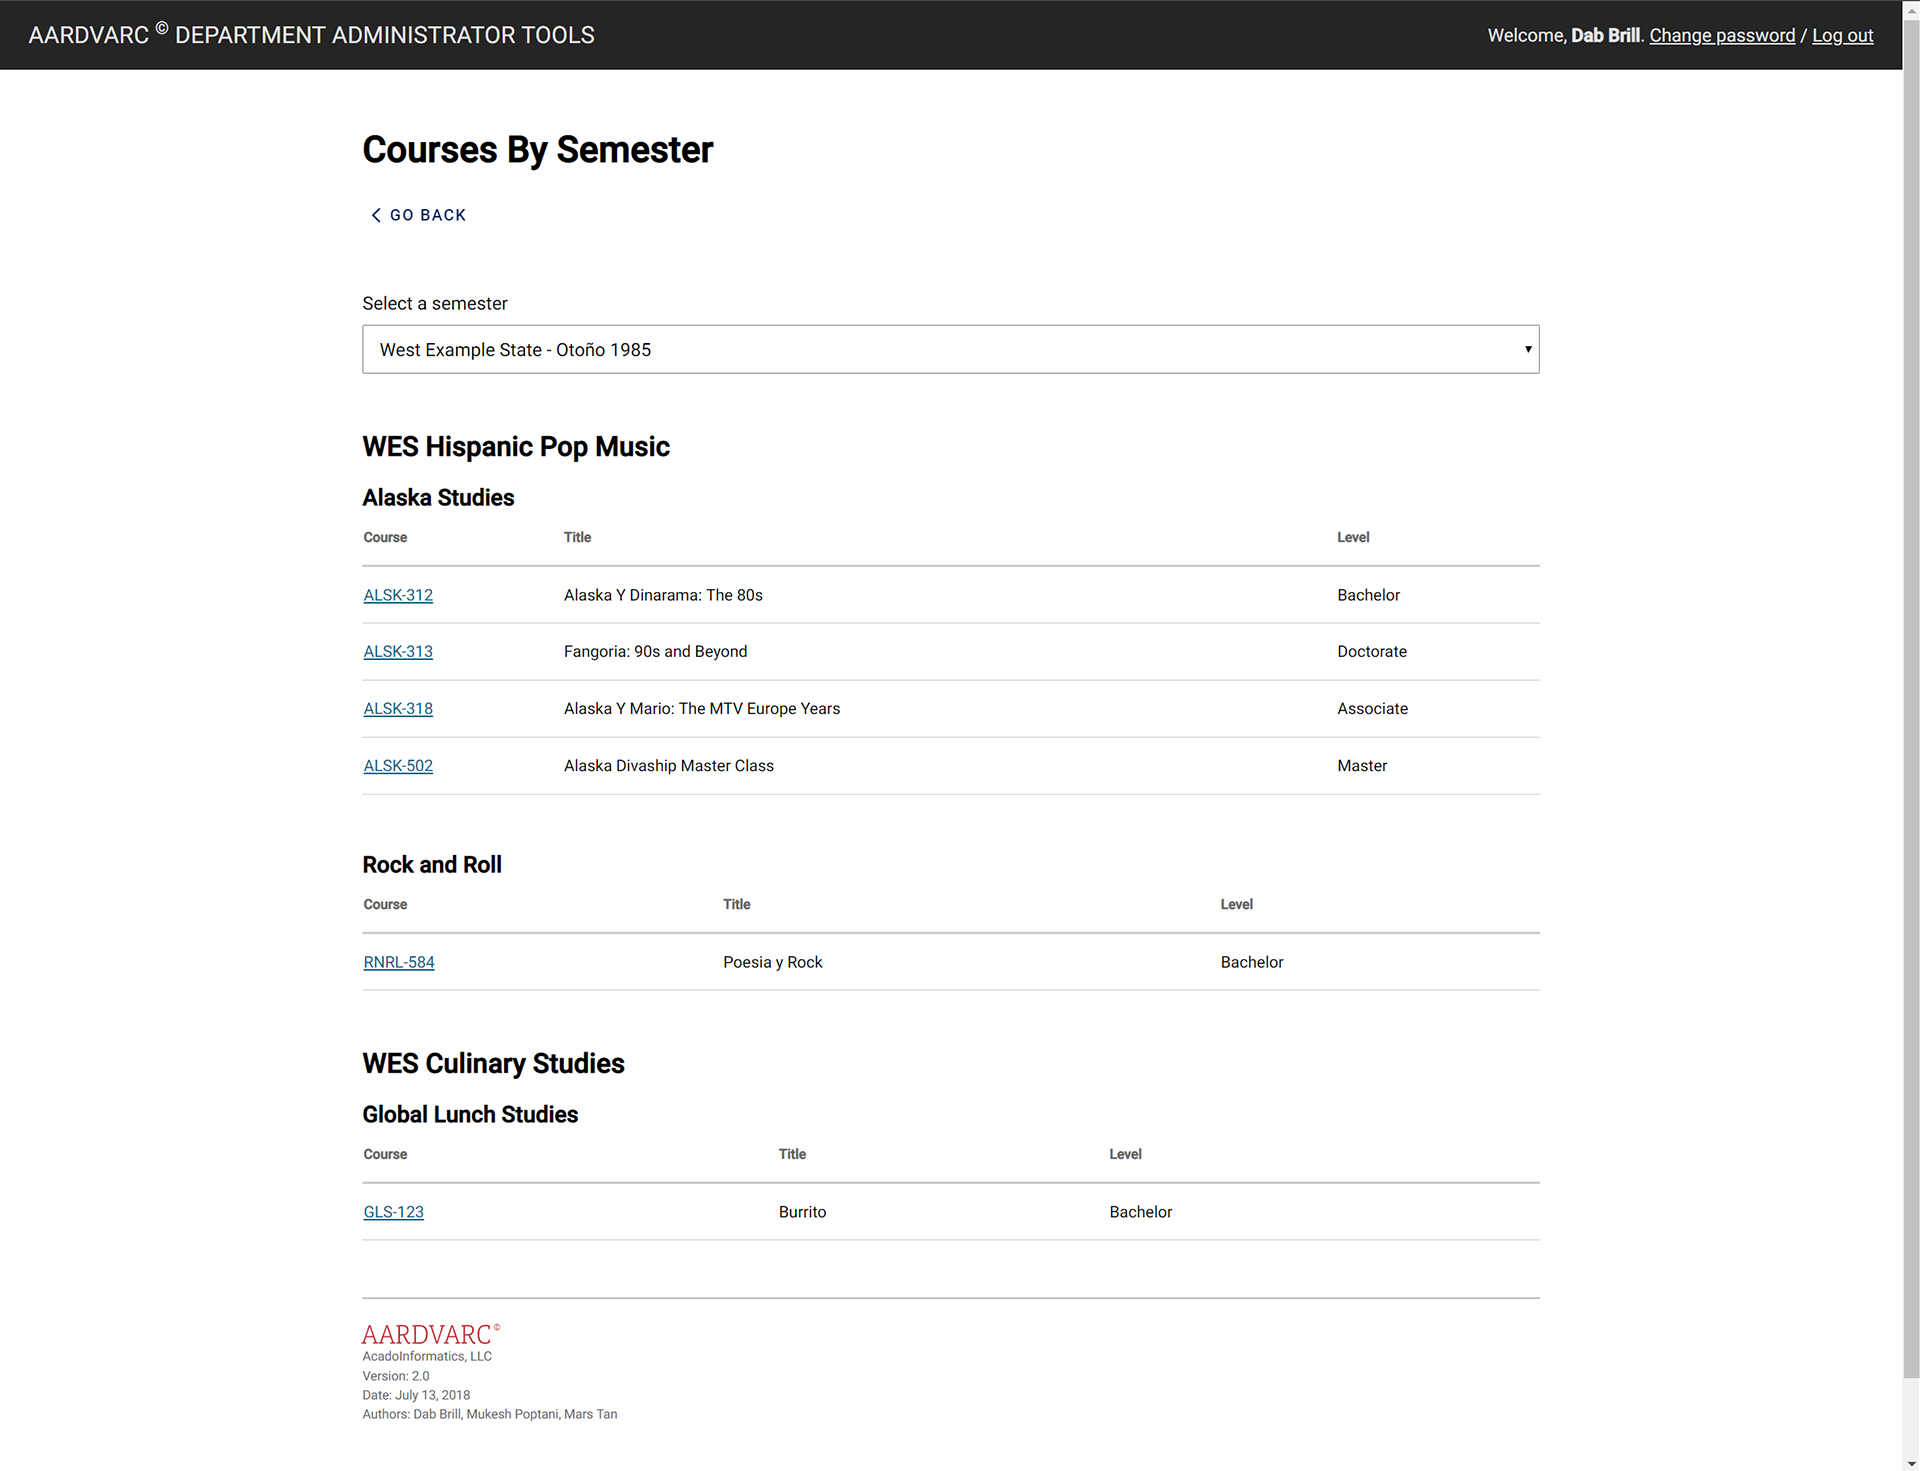 AARDVARC © DEPARTMENT ADMINISTRATOR TOOLS
Welcome, Dab Brill. Change password / Log out
Courses By Semester
GO BACK
Select a semester
West Example State - Otoño 1985
WES Hispanic Pop Music
Alaska Studies
Course Title Level
ALSK-312 Alaska Y Dinarama: The 80s Bachelor
ALSK-313 Fangoria: 90s and Beyond Doctorate
ALSK-318 Alaska Y Mario: The MTV Europe Years Associate
ALSK-502 Alaska Divaship Master Class Master
Rock and Roll
Course Title Level
RNRL-584 Poesia y Rock Bachelor
WES Culinary Studies
Global Lunch Studies
Course Title Level
GLS-123 Burrito Bachelor
AARDVARC©
AcadoInformatics, LLC
Version: 2.0
Date: July 13, 2018
Authors: Dab Brill, Mukesh Poptani, Mars Tan